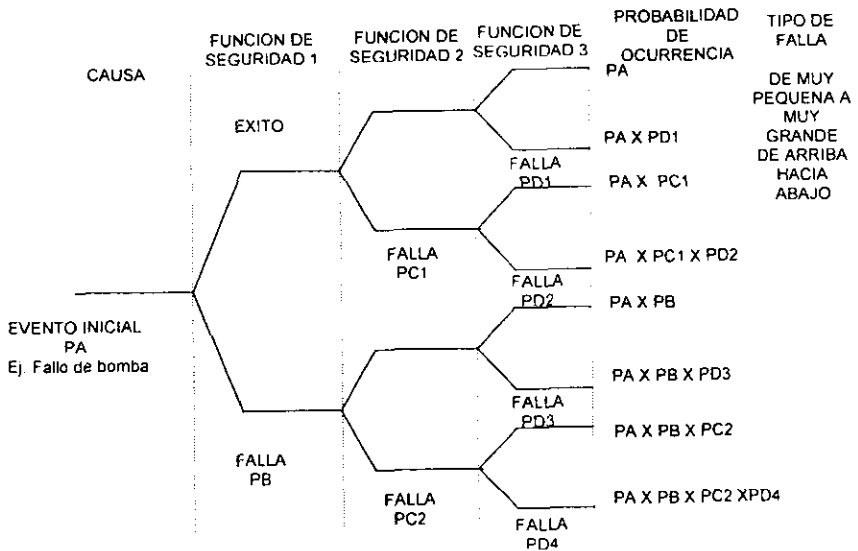 CAUSA
FUNCION DE
SEGURIDAD 1
FUNCION DE
SEGURIDAD 2
FUNCION DE
SEGURIDAD 3
PROBABILIDAD
DE
OCURRENCIA
TIPO DE
FALLA
EXITO
PA
PA X PD1
FALLA
PD1
PA X PC1
FALLA
PC1
PA X PC1 X PD2
FALLA
PD2
DE MUY
PEQUENA A
MUY
GRANDE
DE ARRIBA
HACIA
ABAJO
EVENTO INICIAL
PA
Ej. Fallo de bomba
PA X PB
PA X PB X PD3
FALLA
PD3
PA X PB X PC2
FALLA
PB
FALLA
PC2
PA X PB X PC2 XPD4
FALLA
PD4